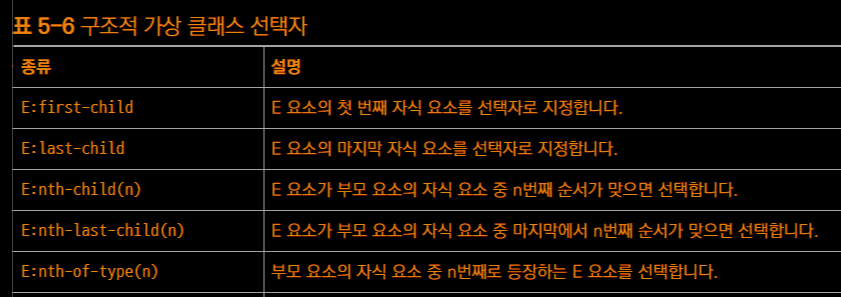 표 5-6 구조적 가상 클래스 선택자
종류 설명
E:first-child E 요소의 첫 번째 자식 요소를 선택자로 지정합니다.
E:last-child E 요소의 마지막 자식 요소를 선택자로 지정합니다.
E:nth-child(n) E 요소가 부모 요소의 자식 요소 중 n번째 순서가 맞으면 선택합니다.
E:nth-last-child(n) E 요소가 부모 요소의 자식 요소 중 마지막에서 n번째 순서가 맞으면 선택합니다.
E:nth-of-type(n) 부모 요소의 자식 요소 중 n번째로 등장하는 E 요소를 선택합니다.